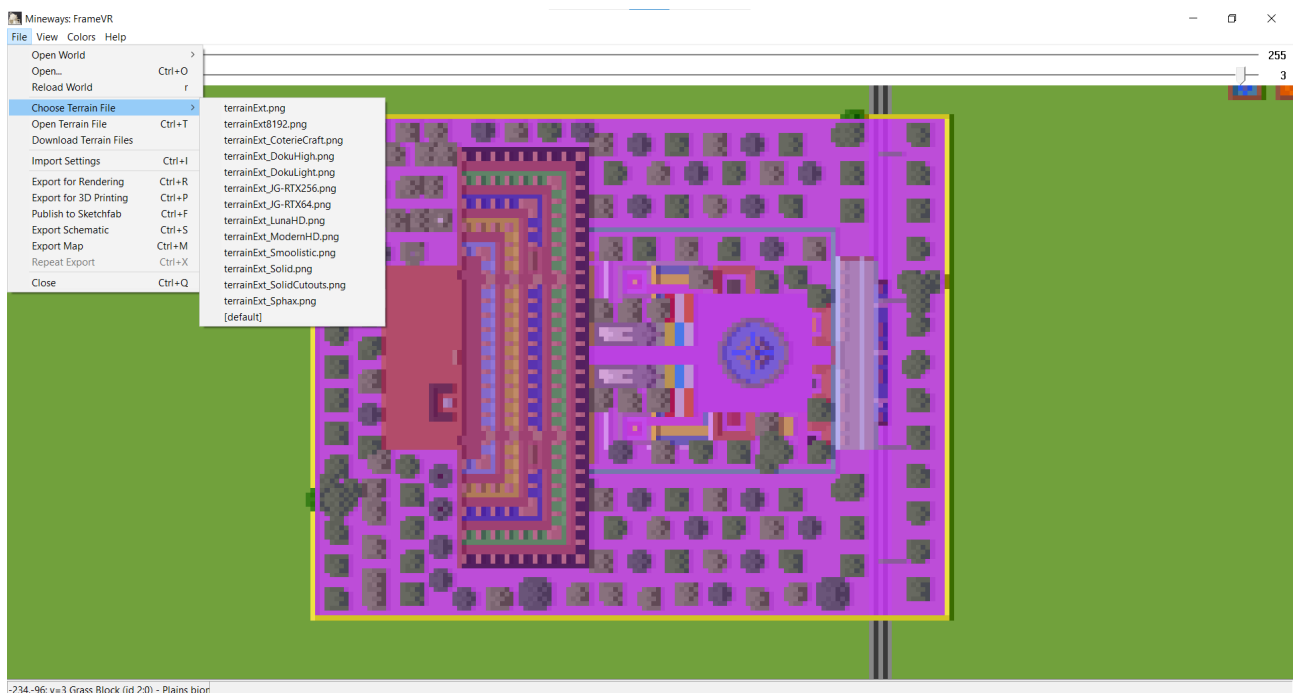 Mineways: FrameVR
File View Colors Help
Open World
Open... Ctrl+O
Reload World r
Choose Terrain File
Open Terrain File Ctrl+T
Download Terrain Files
Import Settings Ctrl+I
Export for Rendering Ctrl+R
Export for 3D Printing Ctrl+P
Publish to Sketchfab Ctrl+F
Export Schematic Ctrl+S
Export Map Ctrl+M
Repeat Export Ctrl+X
Close Ctrl+Q
terrainExt.png
terrainExt8192.png
terrainExt_CoterieCraft.png
terrainExt_DokuHigh.png
terrainExt_DokuLight.png
terrainExt_JG-RTX256.png
terrainExt_JG-RTX64.png
terrainExt_LunaHD.png
terrainExt_ModernHD.png
terrainExt_Smoolistic.png
terrainExt_Solid.png
terrainExt_SolidCutouts.png
terrainExt_Sphax.png
[default]
255
3
-234,-96; y=3 Grass Block (id 2:0) - Plains bior